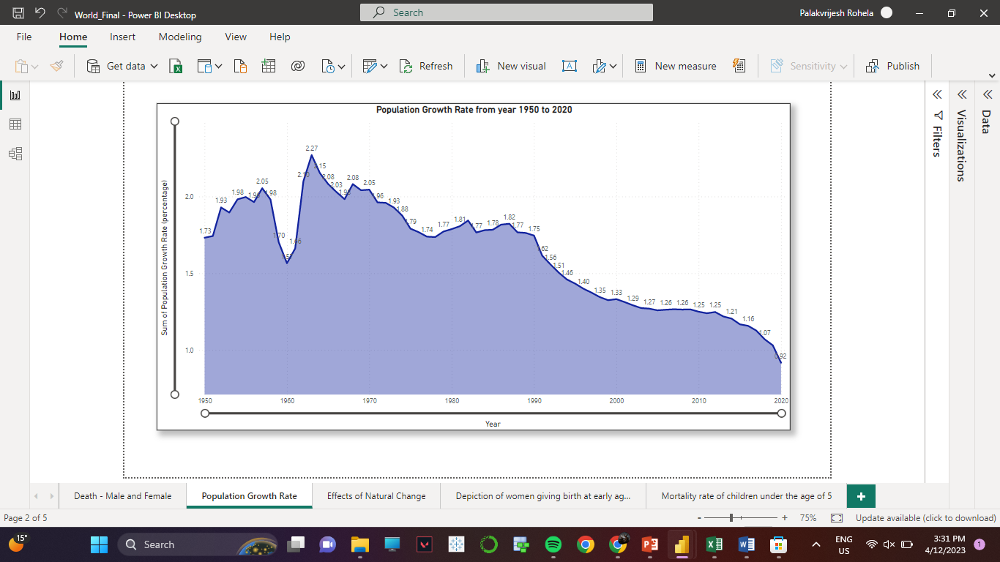 World_Final - Power BI Desktop
Search
Palakvrijesh Rohela
File Home Insert Modeling View Help
Get data
Refresh
New visual
New measure
Sensitivity
Publish
Population Growth Rate from year 1950 to 2020
Sum of Population Growth Rate (percentage)
2.0
1.5
1.0
1.73 1.93 1.98 2.05 1.98 1.70 1.66 2.10 2.27 2.15 2.08 2.03 2.08 2.05 1.96 1.93 1.88 1.79 1.74 1.77 1.81 1.77 1.78 1.82 1.77 1.75 1.62 1.56 1.51 1.46 1.40 1.35 1.33 1.29 1.27 1.26 1.26 1.25 1.25 1.21 1.16 1.07 0.92
1950 1960 1970 1980 1990 2000 2010 2020
Year
Filters
Visualizations
Data
Death - Male and Female
Population Growth Rate
Effects of Natural Change
Depiction of women giving birth at early ag...
Mortality rate of children under the age of 5
+
Page 2 of 5
- + 75%
Update available (click to download)
15°
Search
ENG
US
3:31 PM
4/12/2023
1